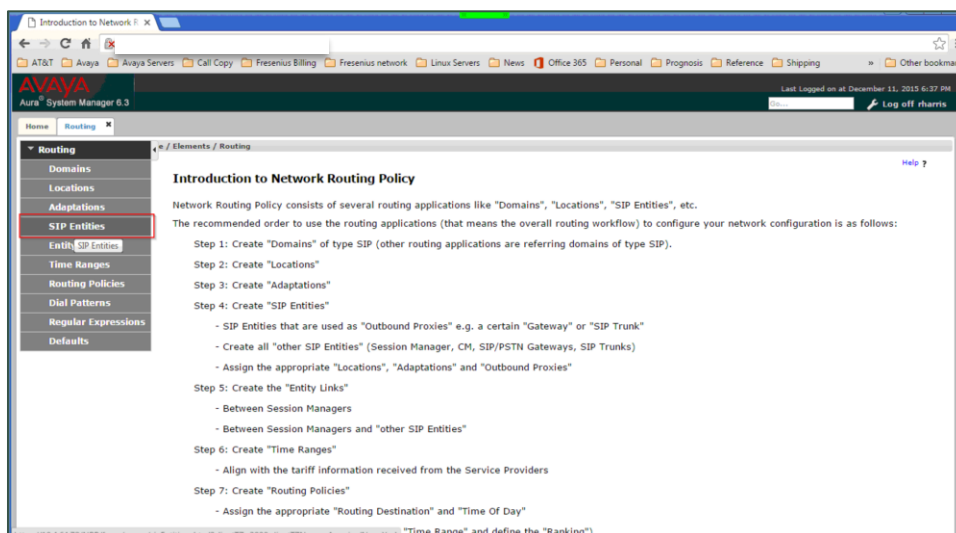 Introduction to Network R
AT&T Avaya Avaya Servers Call Copy Fresenius Billing Fresenius network Linux Servers News Office 365 Personal Prognosis Reference Shipping » Other bookma
AVAYA
Last Logged on at December 11, 2015 6:37 PM
Aura® System Manager 6.3
Go... Log off rharris
Home Routing
Routing
e / Elements / Routing
Help ?
Domains
Locations
Adaptations
SIP Entities
Entity
SIP Entities
Time Ranges
Routing Policies
Dial Patterns
Regular Expressions
Defaults
Introduction to Network Routing Policy
Network Routing Policy consists of several routing applications like "Domains", "Locations", "SIP Entities", etc.
The recommended order to use the routing applications (that means the overall routing workflow) to configure your network configuration is as follows:
Step 1: Create "Domains" of type SIP (other routing applications are referring domains of type SIP).
Step 2: Create "Locations"
Step 3: Create "Adaptations"
Step 4: Create "SIP Entities"
- SIP Entities that are used as "Outbound Proxies" e.g. a certain "Gateway" or "SIP Trunk"
- Create all "other SIP Entities" (Session Manager, CM, SIP/PSTN Gateways, SIP Trunks)
- Assign the appropriate "Locations", "Adaptations" and "Outbound Proxies"
Step 5: Create the "Entity Links"
- Between Session Managers
- Between Session Managers and "other SIP Entities"
Step 6: Create "Time Ranges"
- Align with the tariff information received from the Service Providers
Step 7: Create "Routing Policies"
- Assign the appropriate "Routing Destination" and "Time Of Day"
"Time Range" and define the "Ranking")